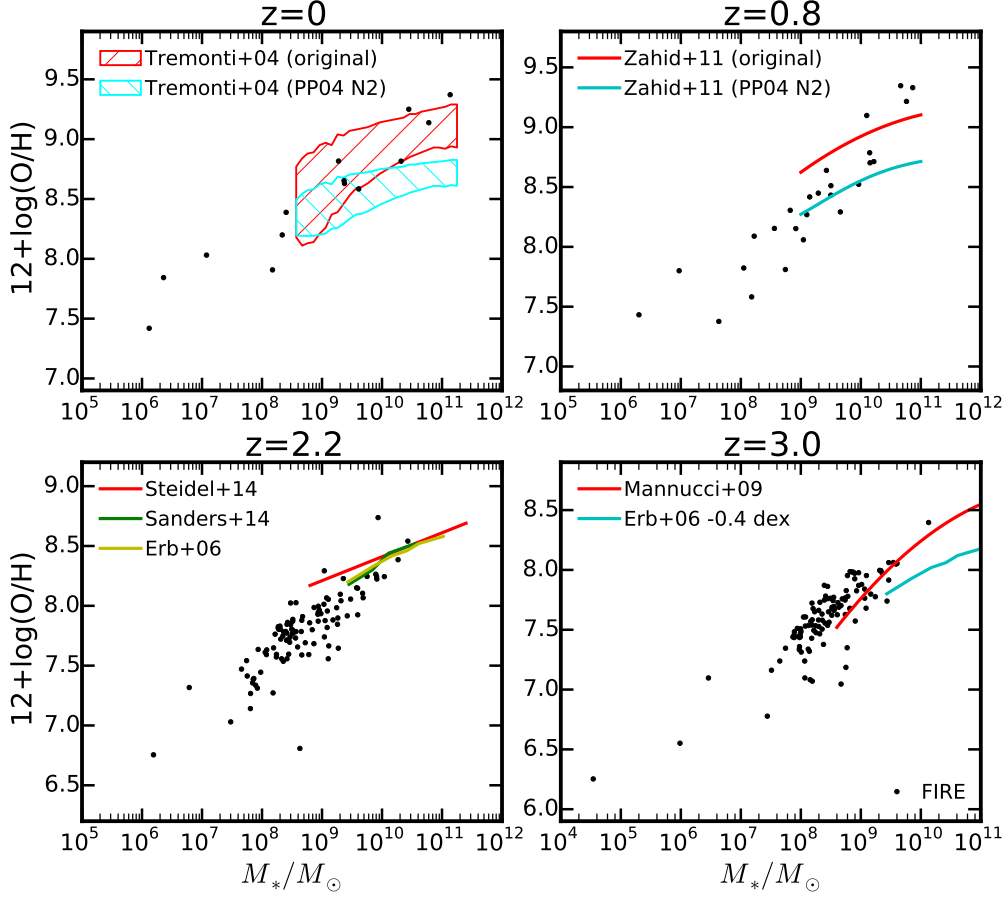 z=0
z=0.8
Tremonti+04 (original)
Tremonti+04 (PP04 N2)
Zahid+11 (original)
Zahid+11 (PP04 N2)
12+log(O/H)
9.5
9.0
8.5
8.0
7.5
7.0
9.5
9.0
8.5
8.0
7.5
7.0
10^5 10^6 10^7 10^8 10^9 10^10 10^11 10^12
10^5 10^6 10^7 10^8 10^9 10^10 10^11 10^12
z=2.2
z=3.0
Steidel+14
Sanders+14
Erb+06
Mannucci+09
Erb+06 -0.4 dex
12+log(O/H)
9.0
8.5
8.0
7.5
7.0
6.5
8.5
8.0
7.5
7.0
6.5
6.0
FIRE
10^5 10^6 10^7 10^8 10^9 10^10 10^11 10^12
10^4 10^5 10^6 10^7 10^8 10^9 10^10 10^11
M_*/M_⊙
M_*/M_⊙